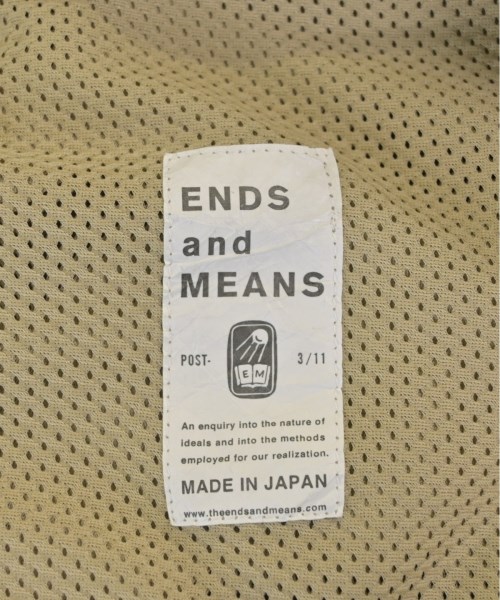 ENDS
and
MEANS
POST- 3/11
E M
An enquiry into the nature of
ideals and into the methods
employed for our realization.
MADE IN JAPAN
www.theendsandmeans.com